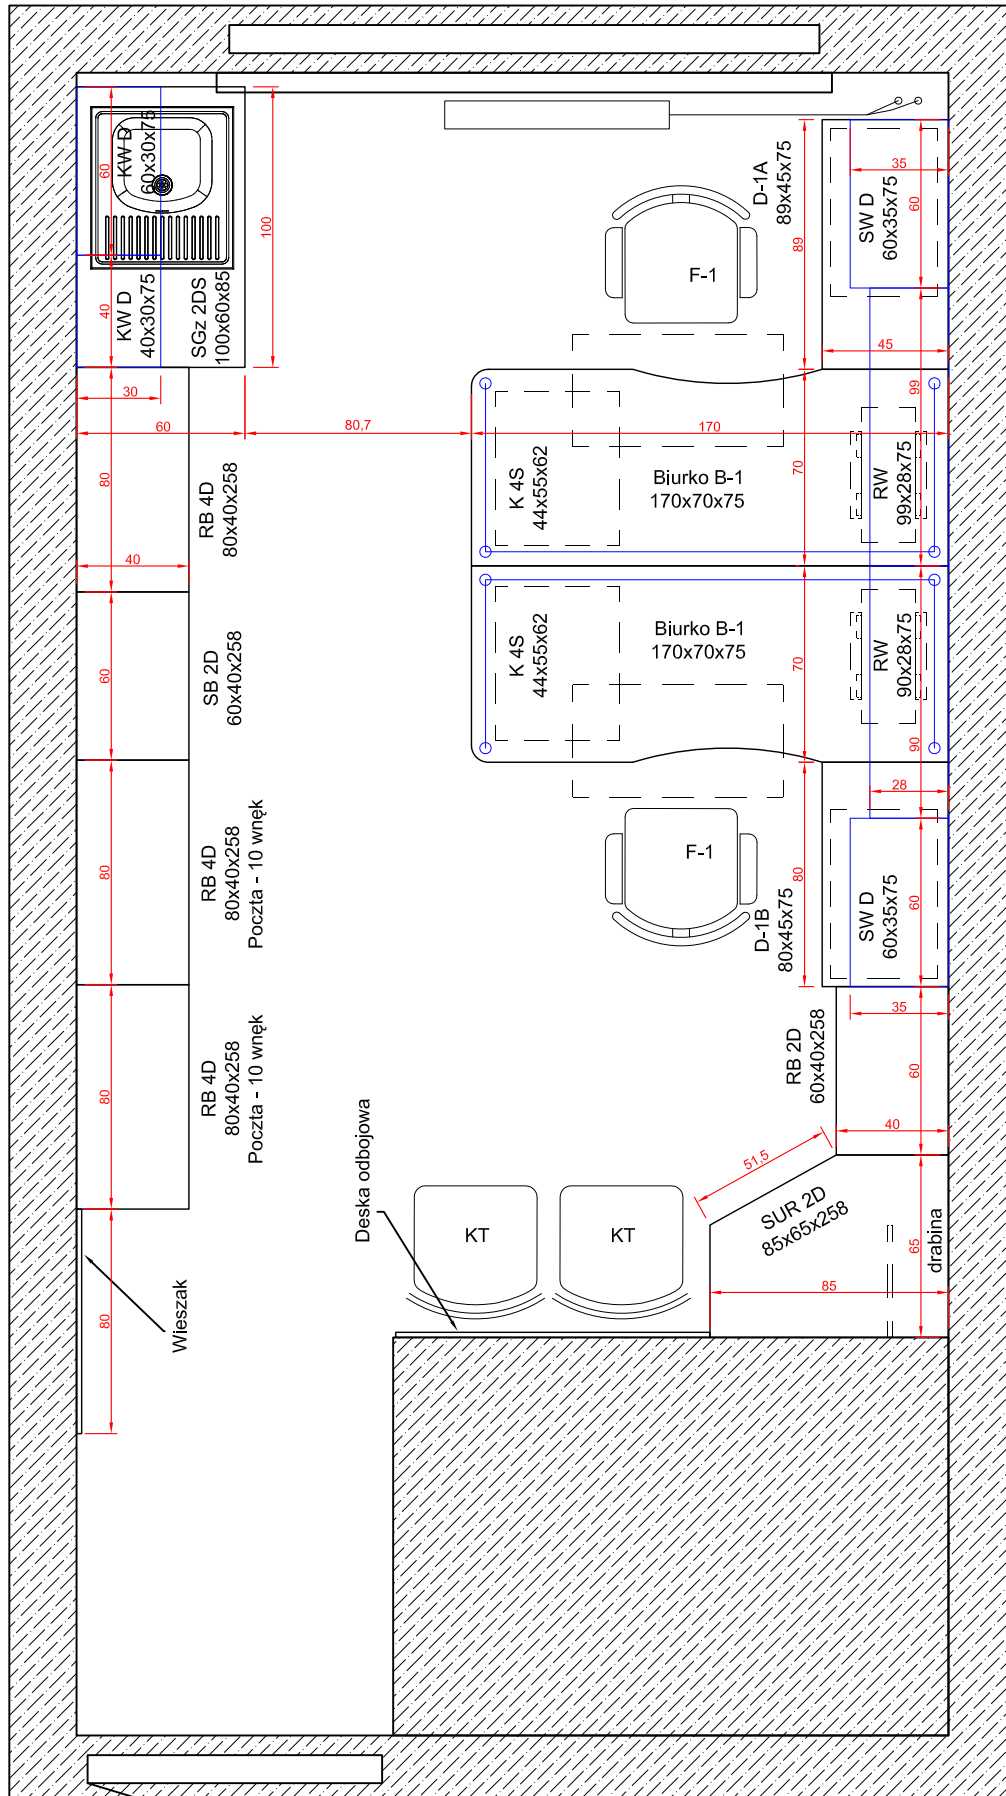 KW D
60x30x75
60
KW D
40x30x75
40
SGz 2DS
100x60x85
100
30
60
80,7
170
D-1A
89x45x75
89
F-1
SW D
60x35x75
35
60
45
99
80
RB 4D
80x40x258
40
K 4S
44x55x62
Biurko B-1
170x70x75
70
RW
99x28x75
60
SB 2D
60x40x258
K 4S
44x55x62
Biurko B-1
170x70x75
70
RW
90x28x75
90
28
80
RB 4D
80x40x258
Poczta - 10 wnęk
F-1
D-1B
80x45x75
80
SW D
60x35x75
60
35
80
RB 4D
80x40x258
Poczta - 10 wnęk
RB 2D
60x40x258
60
40
51,5
Deska odbojowa
KT
KT
SUR 2D
85x65x258
85
65
drabina
80
Wieszak